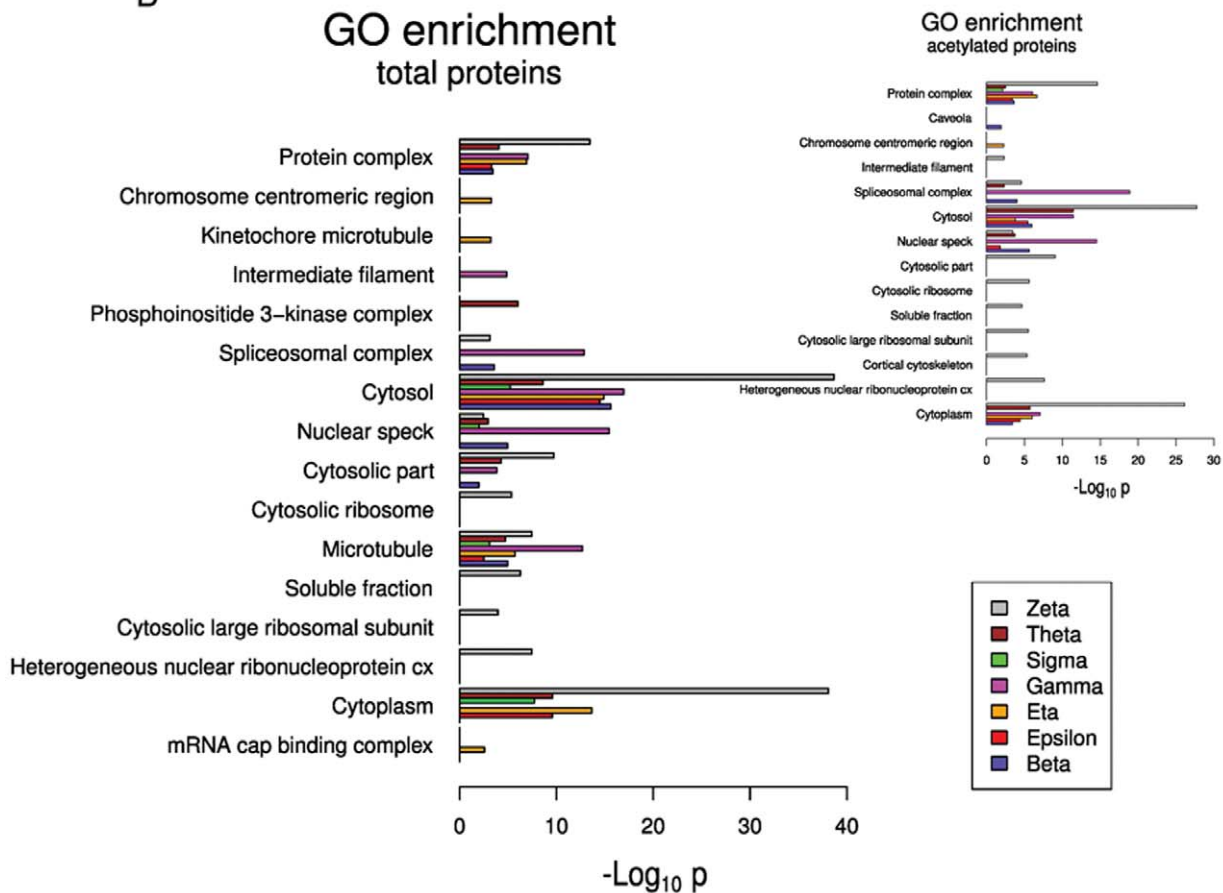 GO enrichment
total proteins
Protein complex
Chromosome centromeric region
Kinetochore microtubule
Intermediate filament
Phosphoinositide 3−kinase complex
Spliceosomal complex
Cytosol
Nuclear speck
Cytosolic part
Cytosolic ribosome
Microtubule
Soluble fraction
Cytosolic large ribosomal subunit
Heterogeneous nuclear ribonucleoprotein cx
Cytoplasm
mRNA cap binding complex
0 10 20 30 40
-Log₁₀ p
GO enrichment
acetylated proteins
Protein complex
Caveola
Chromosome centromeric region
Intermediate filament
Spliceosomal complex
Cytosol
Nuclear speck
Cytosolic part
Cytosolic ribosome
Soluble fraction
Cytosolic large ribosomal subunit
Cortical cytoskeleton
Heterogeneous nuclear ribonucleoprotein cx
Cytoplasm
0 5 10 15 20 25 30
-Log₁₀ p
Zeta
Theta
Sigma
Gamma
Eta
Epsilon
Beta